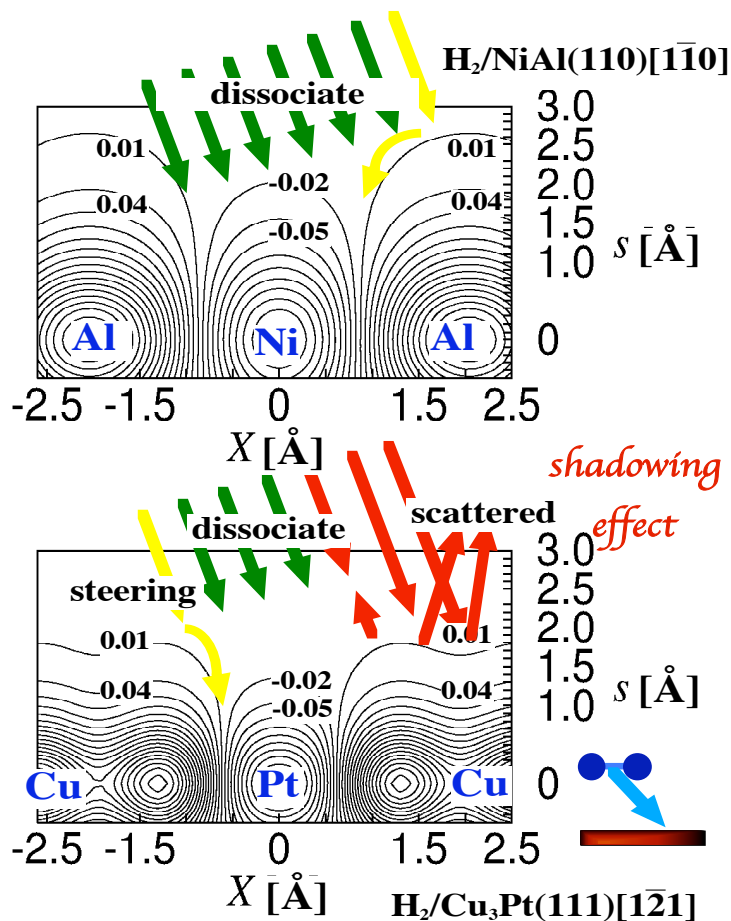 H₂/NiAl(110)[11̅0]
dissociate
3.0
0.01
0.01
2.5
-0.02
2.0
0.04
0.04
1.5
-0.05
s [Å]
1.0
Al
Ni
Al
0
-2.5
-1.5
0
1.5
2.5
X [Å]
shadowing
scattered
effect
dissociate
3.0
steering
2.5
0.01
0.01
2.0
1.5
0.04
-0.02
0.04
s [Å]
-0.05
1.0
Cu
Pt
Cu
0
-2.5
-1.5
0
1.5
2.5
X [Å]
H₂/Cu₃Pt(111)[12̅1]